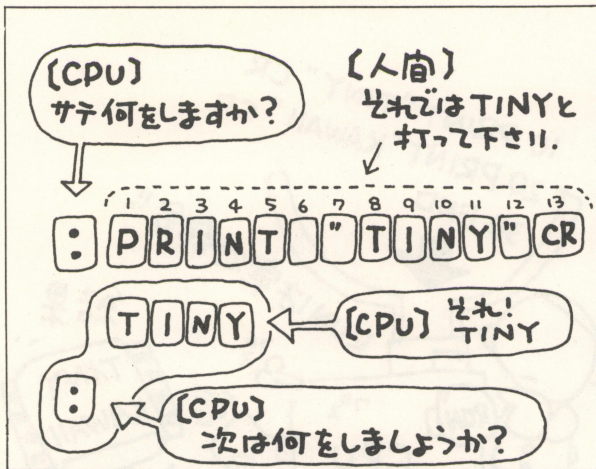 [CPU]
サテ何をしますか?
【人間】
それではTINYと
打って下さい.
1 2 3 4 5 6 7 8 9 10 11 12 13
: PRINT "TINY" CR
TINY
[CPU] それ!
TINY
:
[CPU]
次は何をしましょうか?